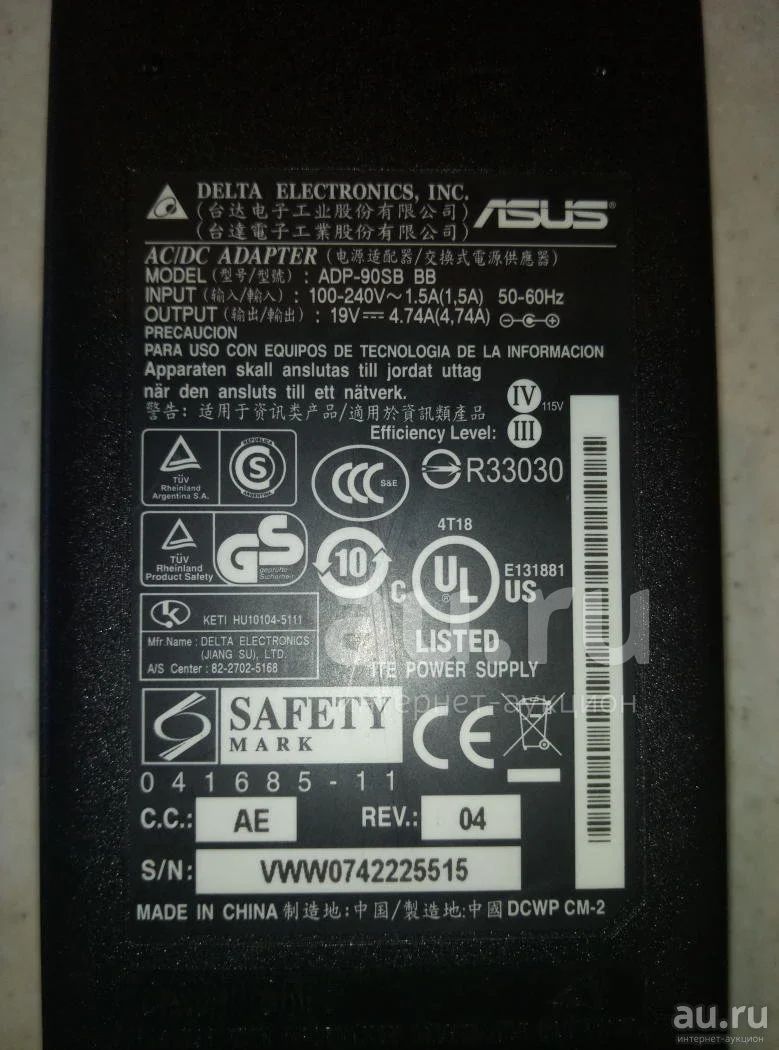 DELTA ELECTRONICS, INC.
(台达电子工业股份有限公司)
(台達電子工業股份有限公司)
ASUS®
AC/DC ADAPTER (电源适配器/交換式電源供應器)
MODEL (型号/型號) : ADP-90SB BB
INPUT (输入/輸入) : 100-240V~1.5A(1,5A) 50-60Hz
OUTPUT (输出/輸出) : 19V⎓4.74A(4,74A)
PRECAUCION
PARA USO CON EQUIPOS DE TECNOLOGIA DE LA INFORMACION
Apparaten skall anslutas till jordat uttag
när den ansluts till ett nätverk.
警告: 适用于资讯类产品/適用於資訊類產品
IV 115V
Efficiency Level: III
TÜV
Rheinland
Argentina S.A.
REPUBLICA
S
ARGENTINA
CCC S&E
R33030
TÜV
Rheinland
Product Safety
GS
geprüfte
Sicherheit
10
4T18
C UL® US
E131881
LISTED
ITE POWER SUPPLY
KETI HU10104-5111
Mfr.Name : DELTA ELECTRONICS
(JIANG SU), LTD.
A/S Center : 82-2702-5168
SAFETY
MARK
041685-11
CE
C.C.: AE
REV.: 04
S/N: VWW0742225515
MADE IN CHINA 制造地:中国/製造地:中國 DCWP CM-2
au.ru
интернет-аукцион
au.ru
интернет-аукцион